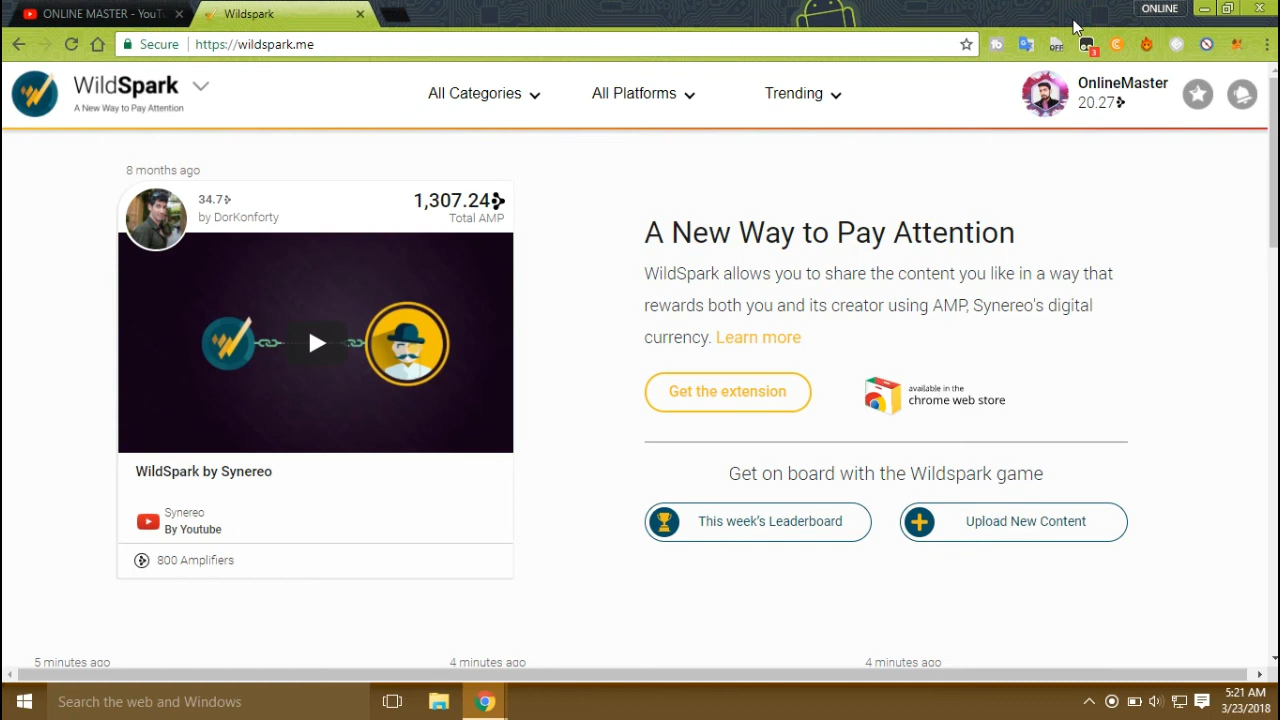 ONLINE MASTER - YouTu
Wildspark
ONLINE
Secure
https://wildspark.me
OFF
3
WildSpark
A New Way to Pay Attention
All Categories
All Platforms
Trending
OnlineMaster
20.27
8 months ago
34.7
by DorKonforty
1,307.24
Total AMP
WildSpark by Synereo
Synereo
By Youtube
800 Amplifiers
A New Way to Pay Attention
WildSpark allows you to share the content you like in a way that
rewards both you and its creator using AMP, Synereo's digital
currency. Learn more
Get the extension
available in the
chrome web store
Get on board with the Wildspark game
This week's Leaderboard
Upload New Content
5 minutes ago
4 minutes ago
4 minutes ago
Search the web and Windows
5:21 AM
3/23/2018